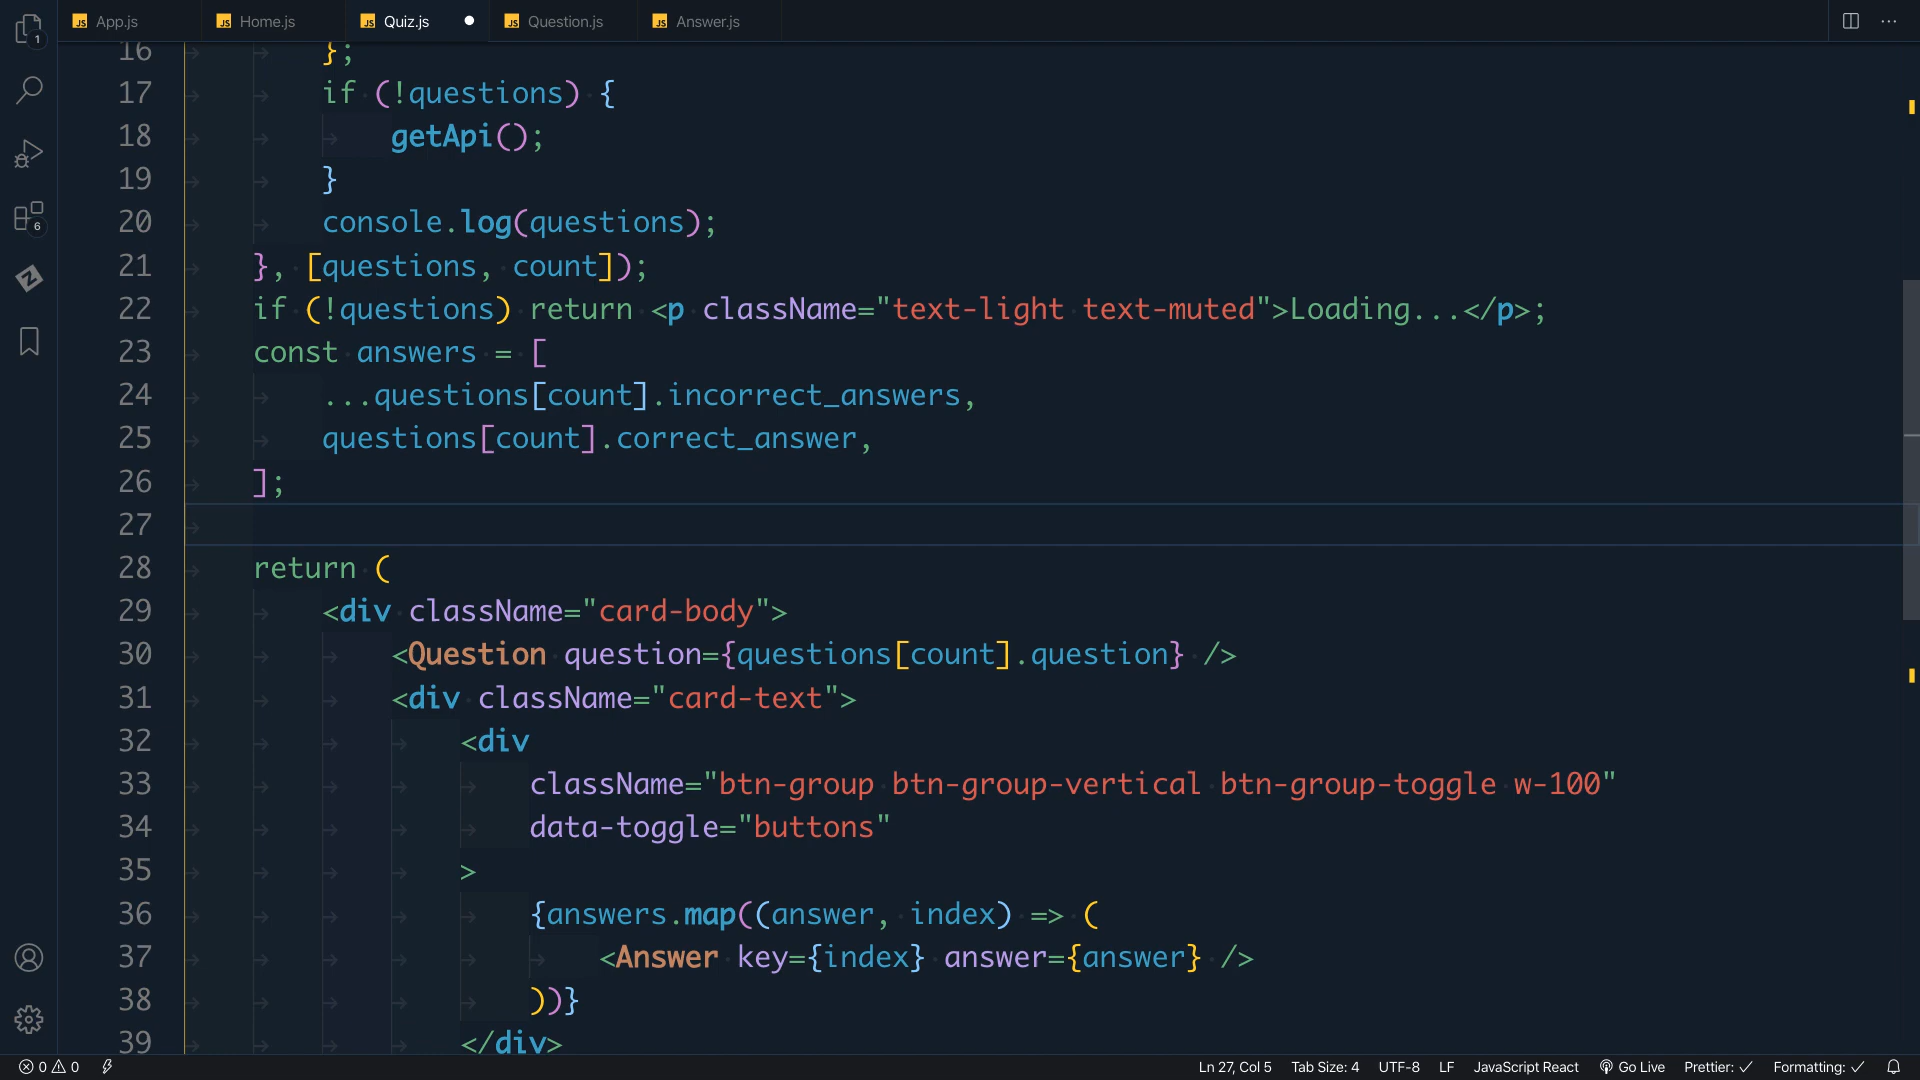 App.js Home.js Quiz.js Question.js Answer.js
1
6
16 };
17 if (!questions) {
18 getApi();
19 }
20 console.log(questions);
21 }, [questions, count]);
22 if (!questions) return <p className="text-light text-muted">Loading...</p>;
23 const answers = [
24 ...questions[count].incorrect_answers,
25 questions[count].correct_answer,
26 ];
27
28 return (
29 <div className="card-body">
30 <Question question={questions[count].question} />
31 <div className="card-text">
32 <div
33 className="btn-group btn-group-vertical btn-group-toggle w-100"
34 data-toggle="buttons"
35 >
36 {answers.map((answer, index) => (
37 <Answer key={index} answer={answer} />
38 ))}
39 </div>
0 0 Ln 27, Col 5 Tab Size: 4 UTF-8 LF JavaScript React Go Live Prettier: ✓ Formatting: ✓